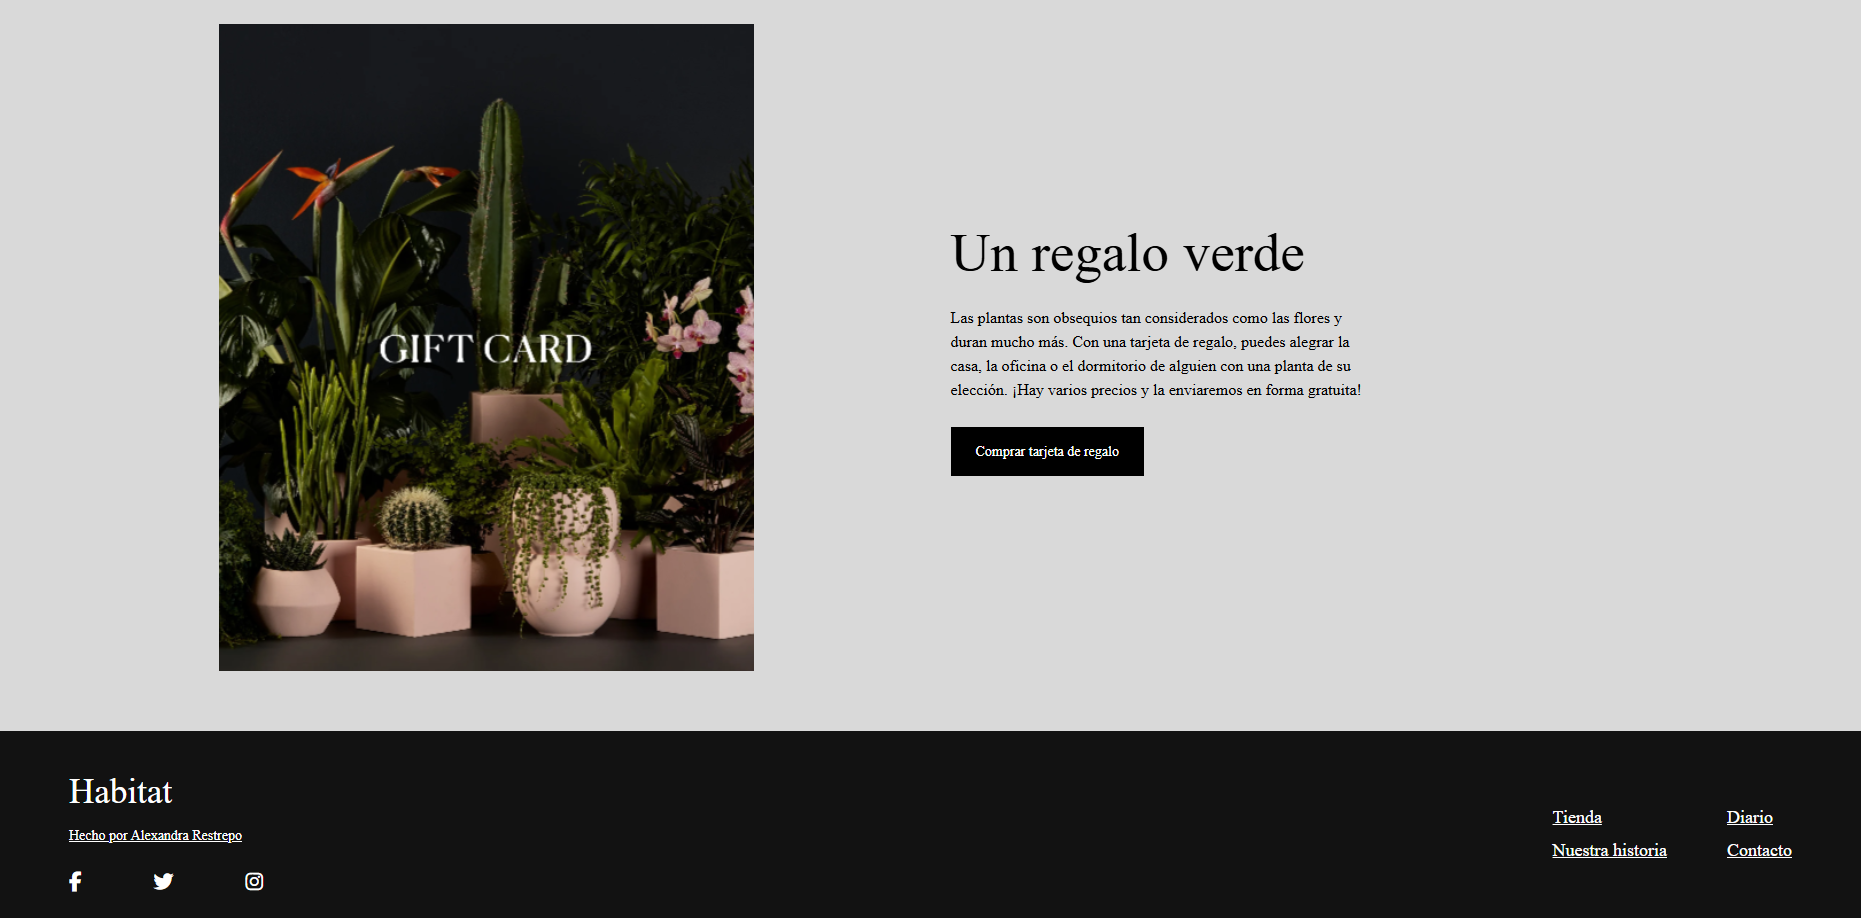 GIFT CARD
Un regalo verde
Las plantas son obsequios tan considerados como las flores y
duran mucho más. Con una tarjeta de regalo, puedes alegrar la
casa, la oficina o el dormitorio de alguien con una planta de su
elección. ¡Hay varios precios y la enviaremos en forma gratuita!
Comprar tarjeta de regalo
Habitat
Hecho por Alexandra Restrepo
Tienda
Diario
Nuestra historia
Contacto